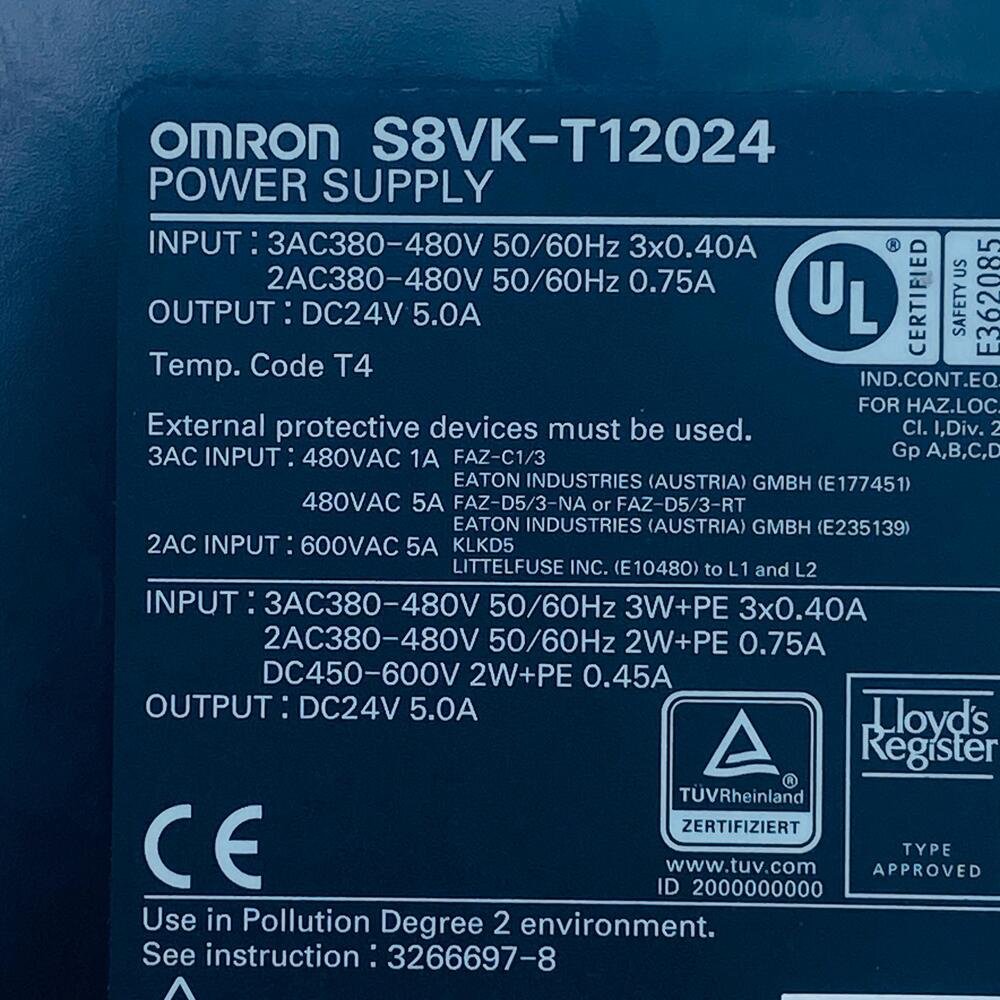 OMRON S8VK-T12024
POWER SUPPLY
INPUT : 3AC380-480V 50/60Hz 3x0.40A
2AC380-480V 50/60Hz 0.75A
OUTPUT : DC24V 5.0A
UL ® CERTIFIED
SAFETY US
E362085
IND.CONT.EQ.
FOR HAZ.LOC.
Cl. I,Div. 2
Gp A,B,C,D
Temp. Code T4
External protective devices must be used.
3AC INPUT : 480VAC 1A FAZ-C1/3
EATON INDUSTRIES (AUSTRIA) GMBH (E177451)
480VAC 5A FAZ-D5/3-NA or FAZ-D5/3-RT
EATON INDUSTRIES (AUSTRIA) GMBH (E235139)
2AC INPUT : 600VAC 5A KLKD5
LITTELFUSE INC. (E10480) to L1 and L2
INPUT : 3AC380-480V 50/60Hz 3W+PE 3x0.40A
2AC380-480V 50/60Hz 2W+PE 0.75A
DC450-600V 2W+PE 0.45A
OUTPUT : DC24V 5.0A
CE
®
TÜVRheinland
ZERTIFIZIERT
www.tuv.com
ID 2000000000
Lloyd's
Register
TYPE
APPROVED
Use in Pollution Degree 2 environment.
See instruction : 3266697-8